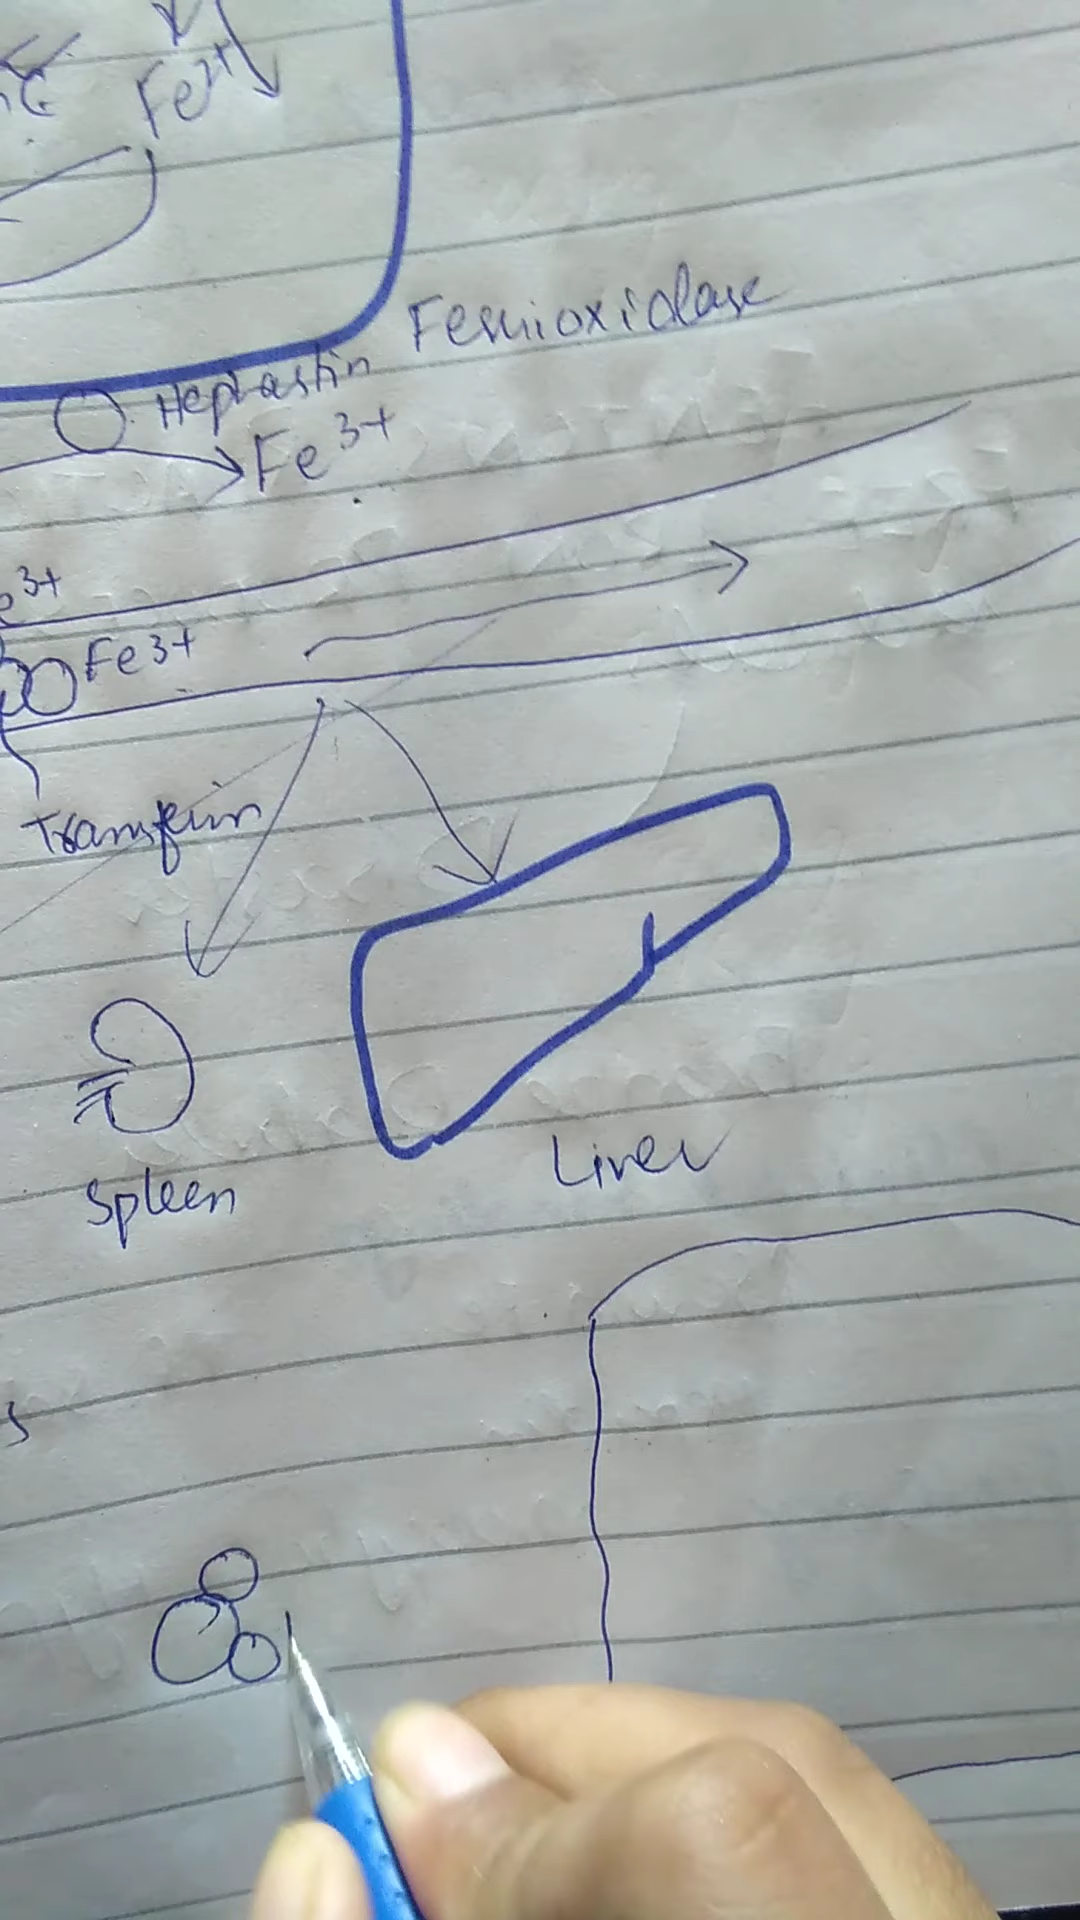 Fe2+
Ferrioxidase
Hephastin
Fe3+
e3+
Fe3+
Transferrin
Spleen
Liver
s